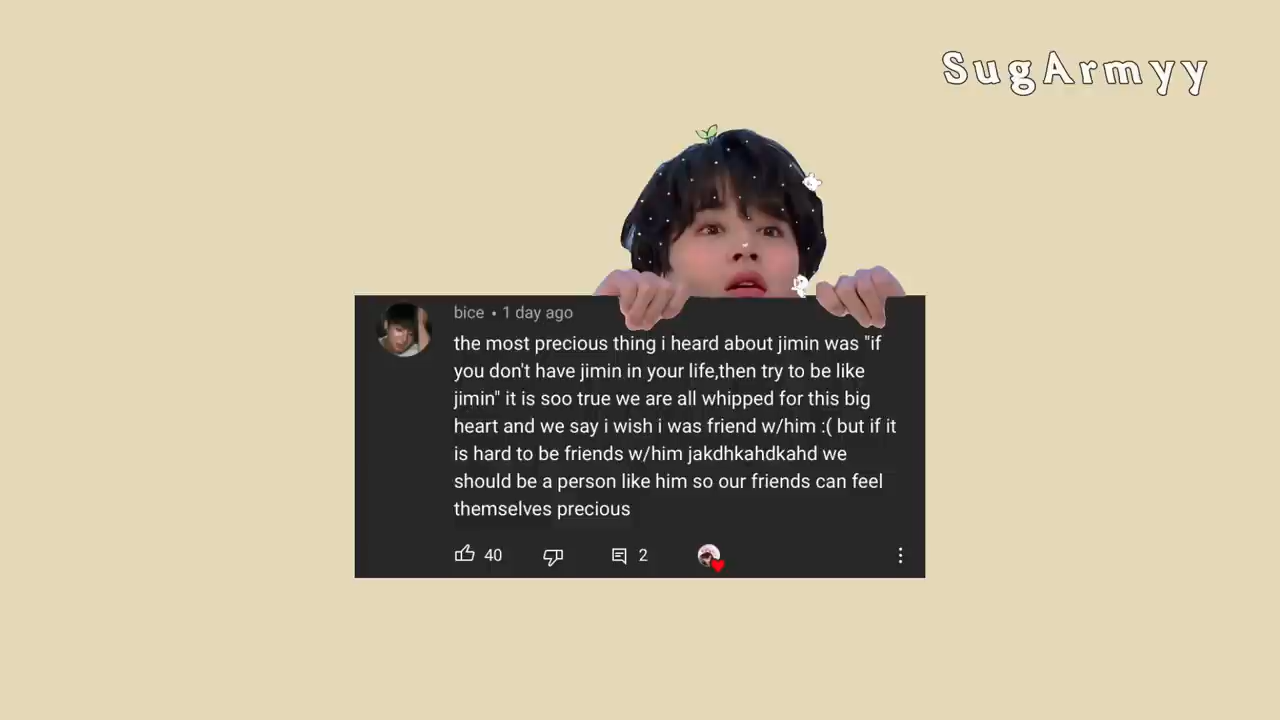 SugArmyy
bice • 1 day ago
the most precious thing i heard about jimin was "if
you don't have jimin in your life,then try to be like
jimin" it is soo true we are all whipped for this big
heart and we say i wish i was friend w/him :( but if it
is hard to be friends w/him jakdhkahdkahd we
should be a person like him so our friends can feel
themselves precious
40 2